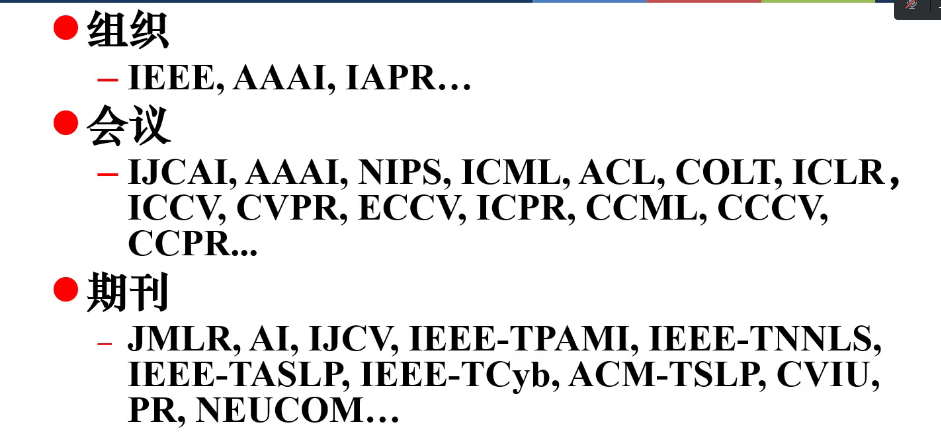 组织
– IEEE, AAAI, IAPR…
会议
– IJCAI, AAAI, NIPS, ICML, ACL, COLT, ICLR，
ICCV, CVPR, ECCV, ICPR, CCML, CCCV,
CCPR...
期刊
– JMLR, AI, IJCV, IEEE-TPAMI, IEEE-TNNLS,
IEEE-TASLP, IEEE-TCyb, ACM-TSLP, CVIU,
PR, NEUCOM…